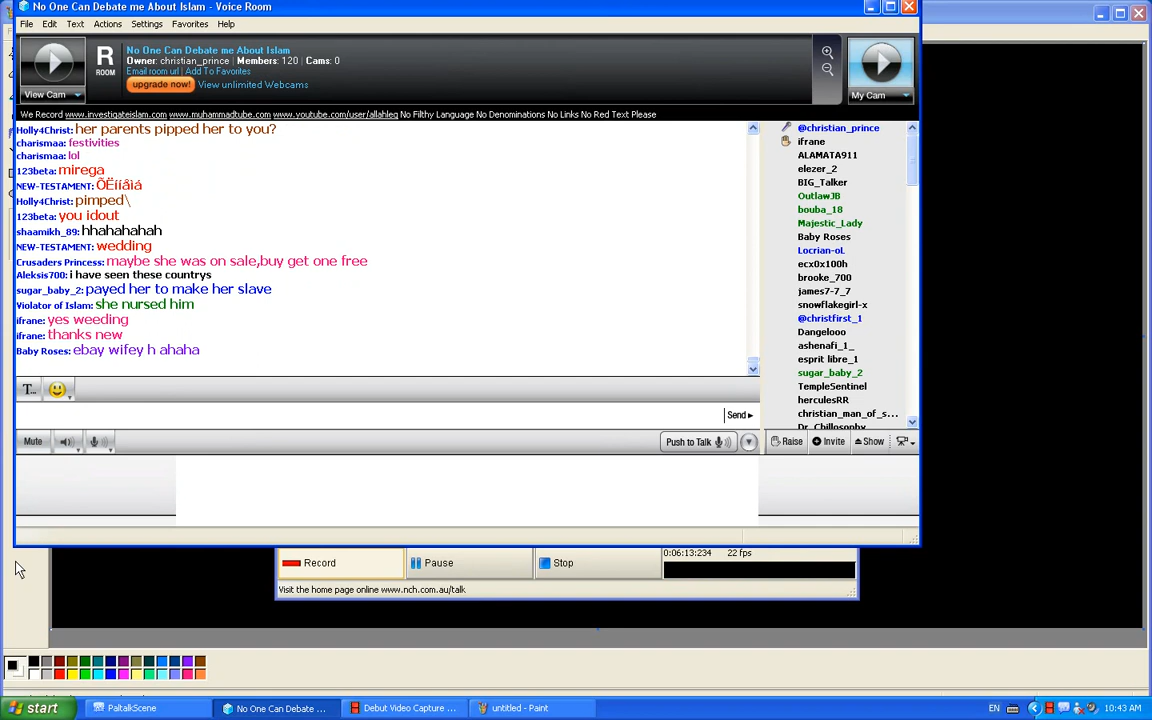 No One Can Debate me About Islam - Voice Room
File Edit Text Actions Settings Favorites Help
View Cam
R
ROOM
No One Can Debate me About Islam
Owner: christian_prince | Members: 120 | Cams: 0
Email room url | Add To Favorites
upgrade now! View unlimited Webcams
My Cam
We Record www.investigateislam.com www.muhammadtube.com www.youtube.com/user/allahleg No Filthy Language No Denominations No Links No Red Text Please
Holly4Christ: her parents pipped her to you?
charismaa: festivities
charismaa: lol
123beta: mirega
NEW-TESTAMENT: ÕËííåìá
Holly4Christ: pimped\
123beta: you idout
shaamikh_89: hhahahahah
NEW-TESTAMENT: wedding
Crusaders Princess: maybe she was on sale,buy get one free
Aleksis700: i have seen these countrys
sugar_baby_2: payed her to make her slave
Violator of Islam: she nursed him
ifrane: yes weeding
ifrane: thanks new
Baby Roses: ebay wifey h ahaha
@christian_prince
ifrane
ALAMATA911
elezer_2
BIG_Talker
OutlawJB
bouba_18
Majestic_Lady
Baby Roses
Locrian-oL
ecx0x100h
brooke_700
james7-7_7
snowflakegirl-x
@christfirst_1
Dangelooo
ashenafi_1_
esprit libre_1
sugar_baby_2
TempleSentinel
herculesRR
christian_man_of_s...
Dr_Chillosophy
T...
Send
Mute
Push to Talk
Raise Invite Show
Record Pause Stop
0:06:13:234 22 fps
Visit the home page online www.nch.com.au/talk
start PaltalkScene No One Can Debate ... Debut Video Capture ... untitled - Paint EN 10:43 AM